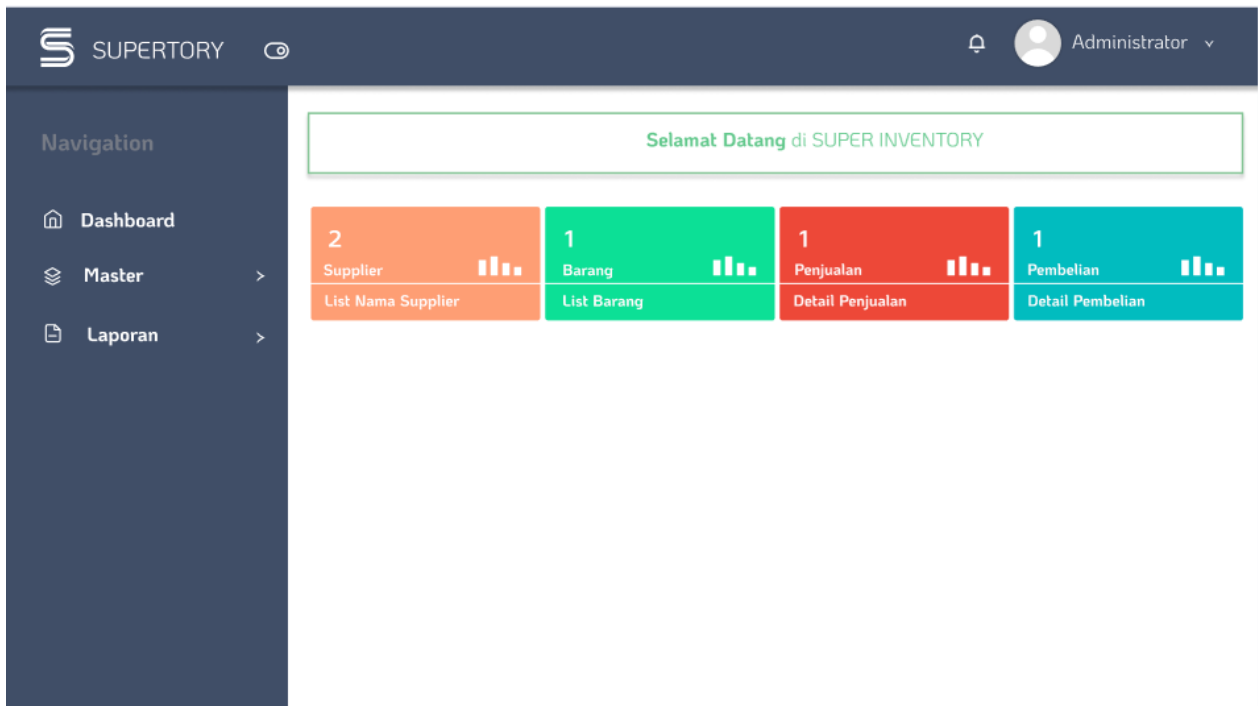 SUPERTORY
Administrator
Navigation
Dashboard
Master
Laporan
Selamat Datang di SUPER INVENTORY
2
Supplier
List Nama Supplier
1
Barang
List Barang
1
Penjualan
Detail Penjualan
1
Pembelian
Detail Pembelian